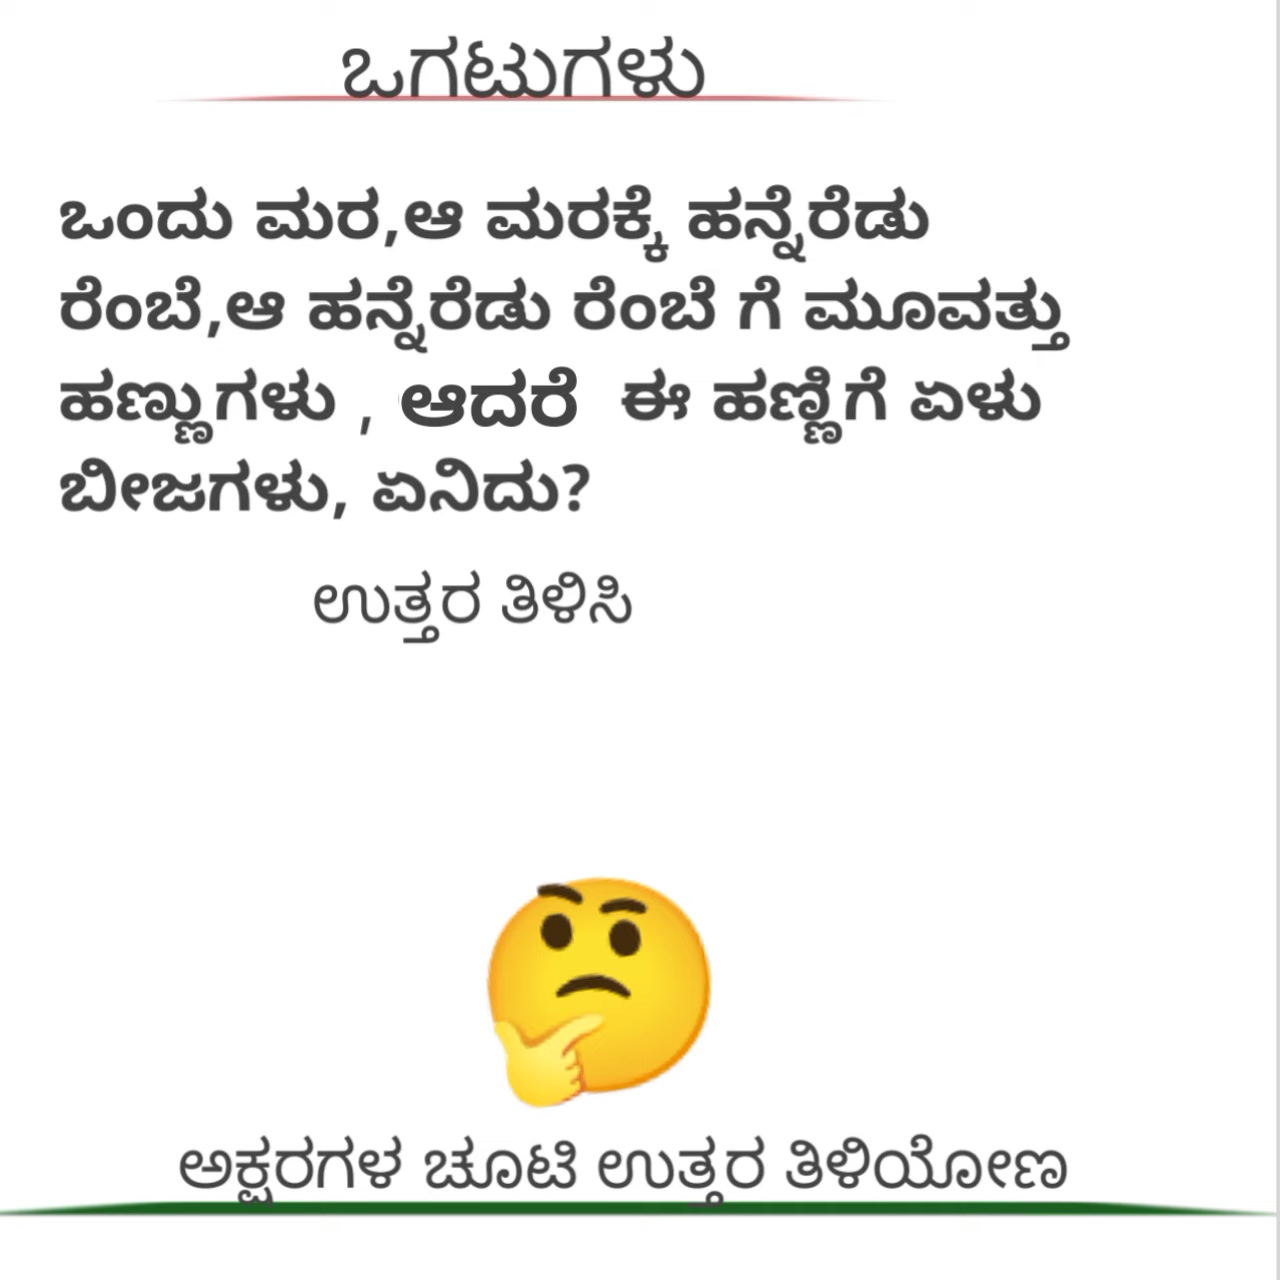 ಒಗಟುಗಳು
ಒಂದು ಮರ,ಆ ಮರಕ್ಕೆ ಹನ್ನೆರೆಡು
ರೆಂಬೆ,ಆ ಹನ್ನೆರೆಡು ರೆಂಬೆ ಗೆ ಮೂವತ್ತು
ಹಣ್ಣುಗಳು , ಆದರೆ ಈ ಹಣ್ಣಿಗೆ ಏಳು
ಬೀಜಗಳು, ಏನಿದು?
ಉತ್ತರ ತಿಳಿಸಿ
ಅಕ್ಷರಗಳ ಚೂಟಿ ಉತ್ತರ ತಿಳಿಯೋಣ